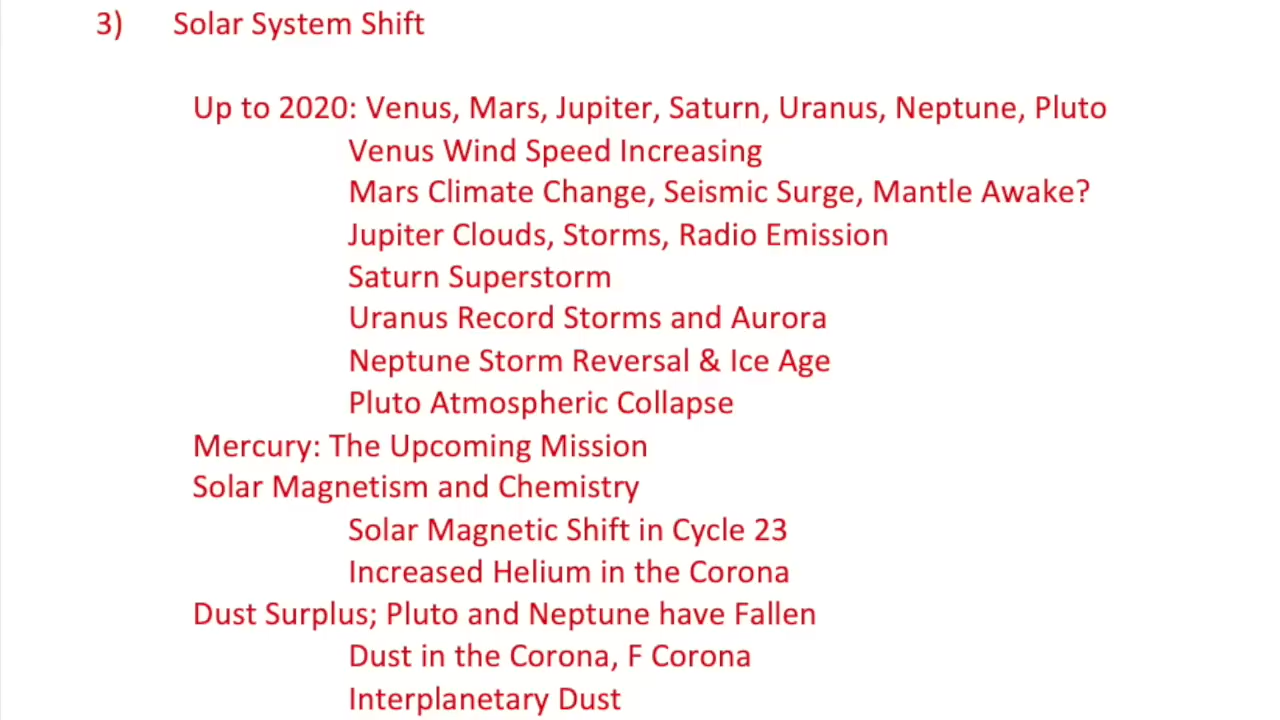 3) Solar System Shift
Up to 2020: Venus, Mars, Jupiter, Saturn, Uranus, Neptune, Pluto
Venus Wind Speed Increasing
Mars Climate Change, Seismic Surge, Mantle Awake?
Jupiter Clouds, Storms, Radio Emission
Saturn Superstorm
Uranus Record Storms and Aurora
Neptune Storm Reversal & Ice Age
Pluto Atmospheric Collapse
Mercury: The Upcoming Mission
Solar Magnetism and Chemistry
Solar Magnetic Shift in Cycle 23
Increased Helium in the Corona
Dust Surplus; Pluto and Neptune have Fallen
Dust in the Corona, F Corona
Interplanetary Dust